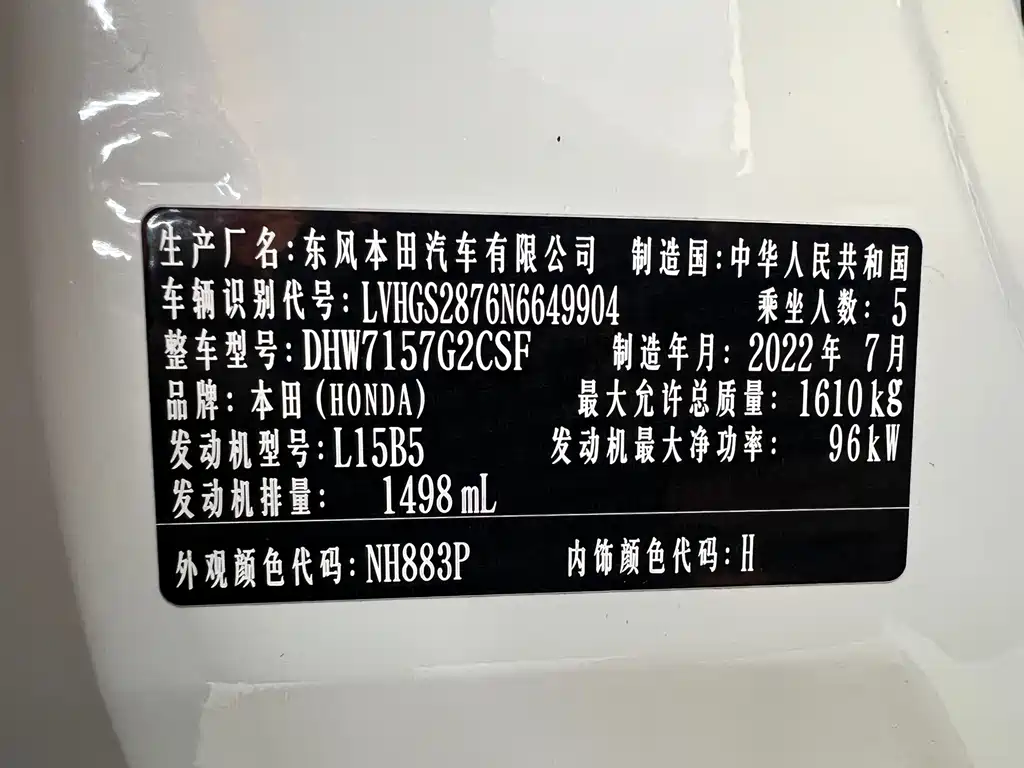 生产厂名:东风本田汽车有限公司 制造国:中华人民共和国
车辆识别代号:LVHGS2876N6649904 乘坐人数:5
整车型号:DHW7157G2CSF 制造年月:2022年7月
品牌:本田(HONDA) 最大允许总质量:1610kg
发动机型号:L15B5 发动机最大净功率:96kW
发动机排量:1498mL
外观颜色代码:NH883P 内饰颜色代码:H